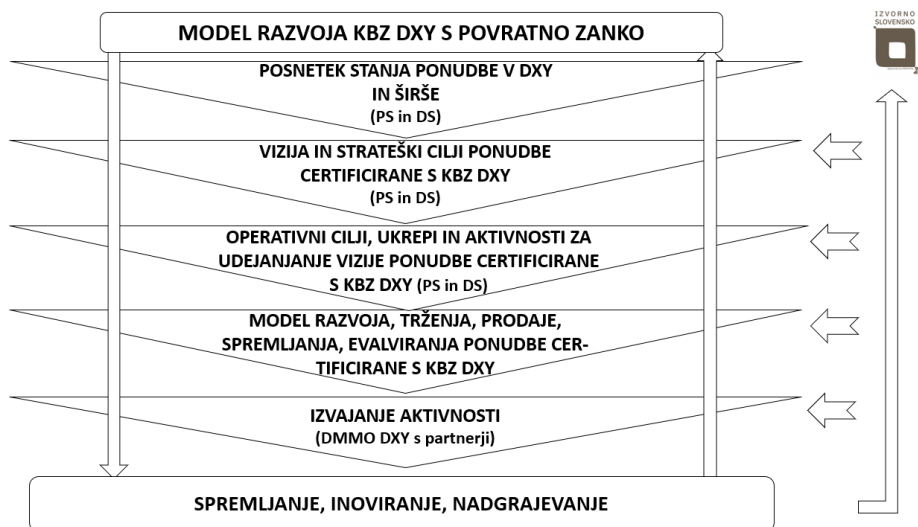 MODEL RAZVOJA KBZ DXY S POVRATNO ZANKO
IZVORNO
SLOVENSKO
POSNETEK STANJA PONUDBE V DXY
IN ŠIRŠE
(PS in DS)
VIZIJA IN STRATEŠKI CILJI PONUDBE
CERTIFICIRANE S KBZ DXY
(PS in DS)
OPERATIVNI CILJI, UKREPI IN AKTIVNOSTI ZA
UDEJANJANJE VIZIJE PONUDBE CERTIFICIRANE
S KBZ DXY (PS in DS)
MODEL RAZVOJA, TRŽENJA, PRODAJE,
SPREMLJANJA, EVALVIRANJA PONUDBE CER-
TIFICIRANE S KBZ DXY
IZVAJANJE AKTIVNOSTI
(DMMO DXY s partnerji)
SPREMLJANJE, INOVIRANJE, NADGRAJEVANJE